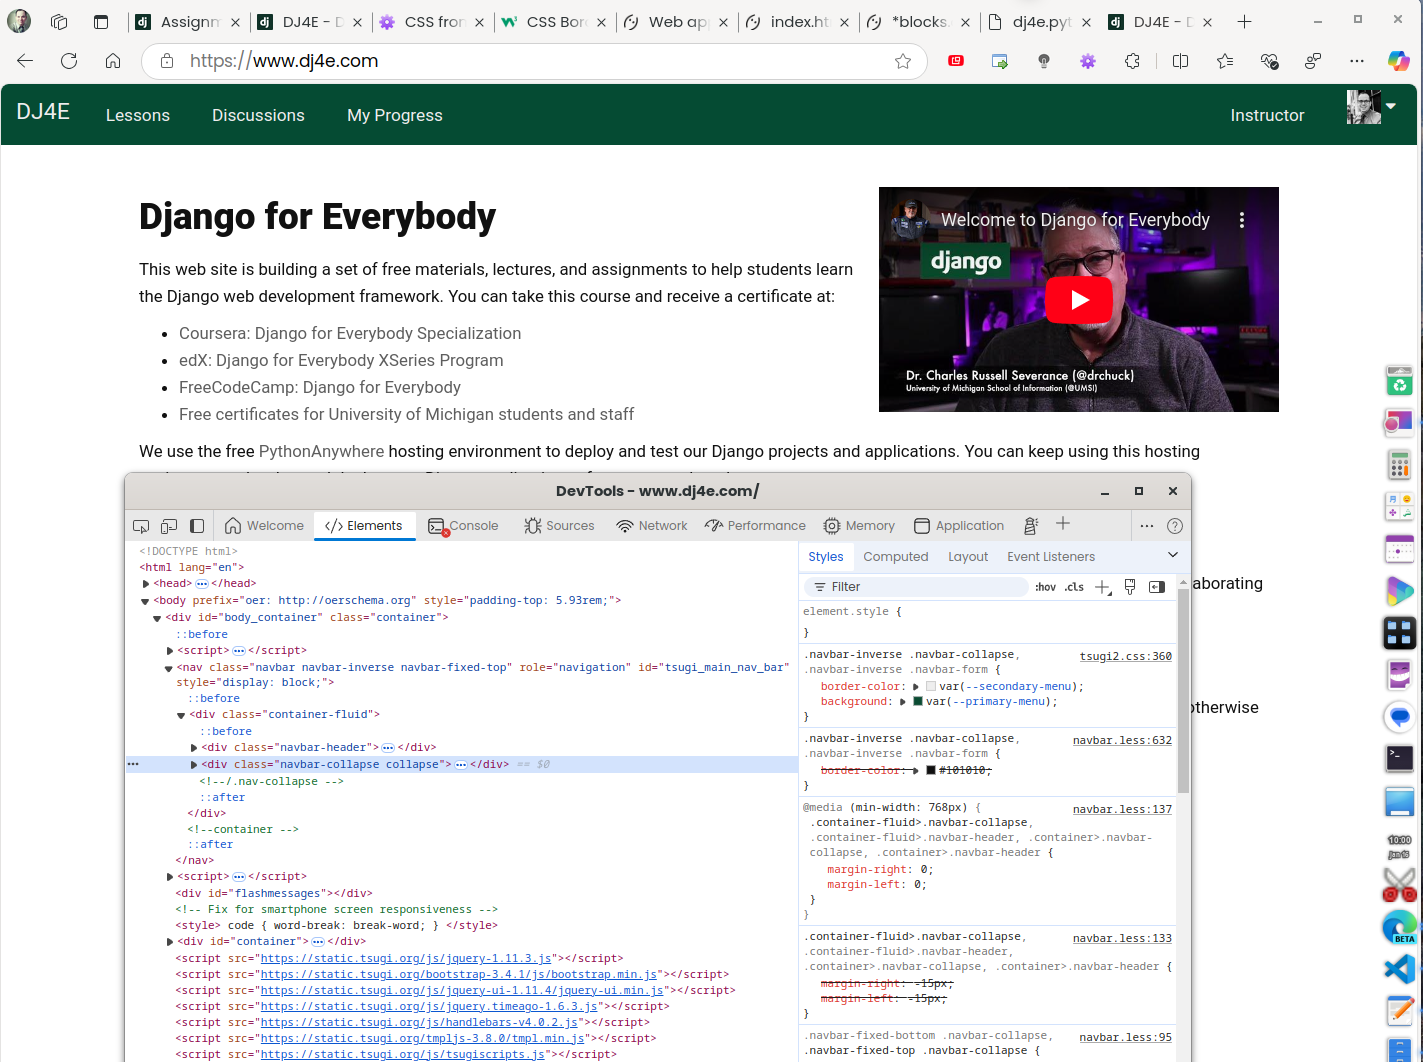 Assignm
DJ4E - D
CSS fron
CSS Bor
Web ap
index.ht
*blocks.
dj4e.pyt
DJ4E - D
https://www.dj4e.com
DJ4E Lessons Discussions My Progress Instructor
Django for Everybody
This web site is building a set of free materials, lectures, and assignments to help students learn
the Django web development framework. You can take this course and receive a certificate at:
Coursera: Django for Everybody Specialization
edX: Django for Everybody XSeries Program
FreeCodeCamp: Django for Everybody
Free certificates for University of Michigan students and staff
Welcome to Django for Everybody
django
Dr. Charles Russell Severance (@drchuck)
University of Michigan School of Information (@UMSI)
We use the free PythonAnywhere hosting environment to deploy and test our Django projects and applications. You can keep using this hosting
aborating
otherwise
DevTools - www.dj4e.com/
Welcome </> Elements Console Sources Network Performance Memory Application
<!DOCTYPE html>
<html lang="en">
<head>…</head>
<body prefix="oer: http://oerschema.org" style="padding-top: 5.93rem;">
<div id="body_container" class="container">
::before
<script>…</script>
<nav class="navbar navbar-inverse navbar-fixed-top" role="navigation" id="tsugi_main_nav_bar"
style="display: block;">
::before
<div class="container-fluid">
::before
<div class="navbar-header">…</div>
<div class="navbar-collapse collapse">…</div> == $0
<!--/.nav-collapse -->
::after
</div>
<!--container -->
::after
</nav>
<script>…</script>
<div id="flashmessages"></div>
<!-- Fix for smartphone screen responsiveness -->
<style> code { word-break: break-word; } </style>
<div id="container">…</div>
<script src="https://static.tsugi.org/js/jquery-1.11.3.js"></script>
<script src="https://static.tsugi.org/bootstrap-3.4.1/js/bootstrap.min.js"></script>
<script src="https://static.tsugi.org/js/jquery-ui-1.11.4/jquery-ui.min.js"></script>
<script src="https://static.tsugi.org/js/jquery.timeago-1.6.3.js"></script>
<script src="https://static.tsugi.org/js/handlebars-v4.0.2.js"></script>
<script src="https://static.tsugi.org/tmpljs-3.8.0/tmpl.min.js"></script>
<script src="https://static.tsugi.org/js/tsugiscripts.js"></script>
Styles Computed Layout Event Listeners
Filter :hov .cls
element.style {
}
.navbar-inverse .navbar-collapse, tsugi2.css:360
.navbar-inverse .navbar-form {
border-color: var(--secondary-menu);
background: var(--primary-menu);
}
.navbar-inverse .navbar-collapse, navbar.less:632
.navbar-inverse .navbar-form {
border-color: #101010;
}
@media (min-width: 768px) { navbar.less:137
.container-fluid>.navbar-collapse,
.container-fluid>.navbar-header, .container>.navbar-
collapse, .container>.navbar-header {
margin-right: 0;
margin-left: 0;
}
}
.container-fluid>.navbar-collapse, navbar.less:133
.container-fluid>.navbar-header,
.container>.navbar-collapse, .container>.navbar-header {
margin-right: -15px;
margin-left: -15px;
}
.navbar-fixed-bottom .navbar-collapse, navbar.less:95
.navbar-fixed-top .navbar-collapse {
10:00
Jan 16
BETA